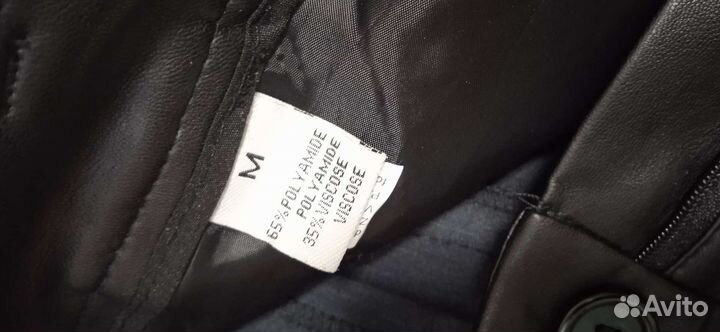 M
65%POLYAMIDE
POLYAMIDE
35%VISCOSE
VISCOSE
Avito